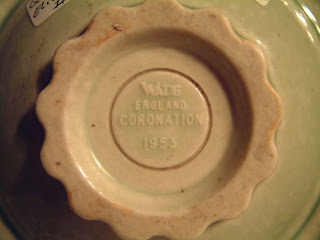 WADE
ENGLAND
CORONATION
1953